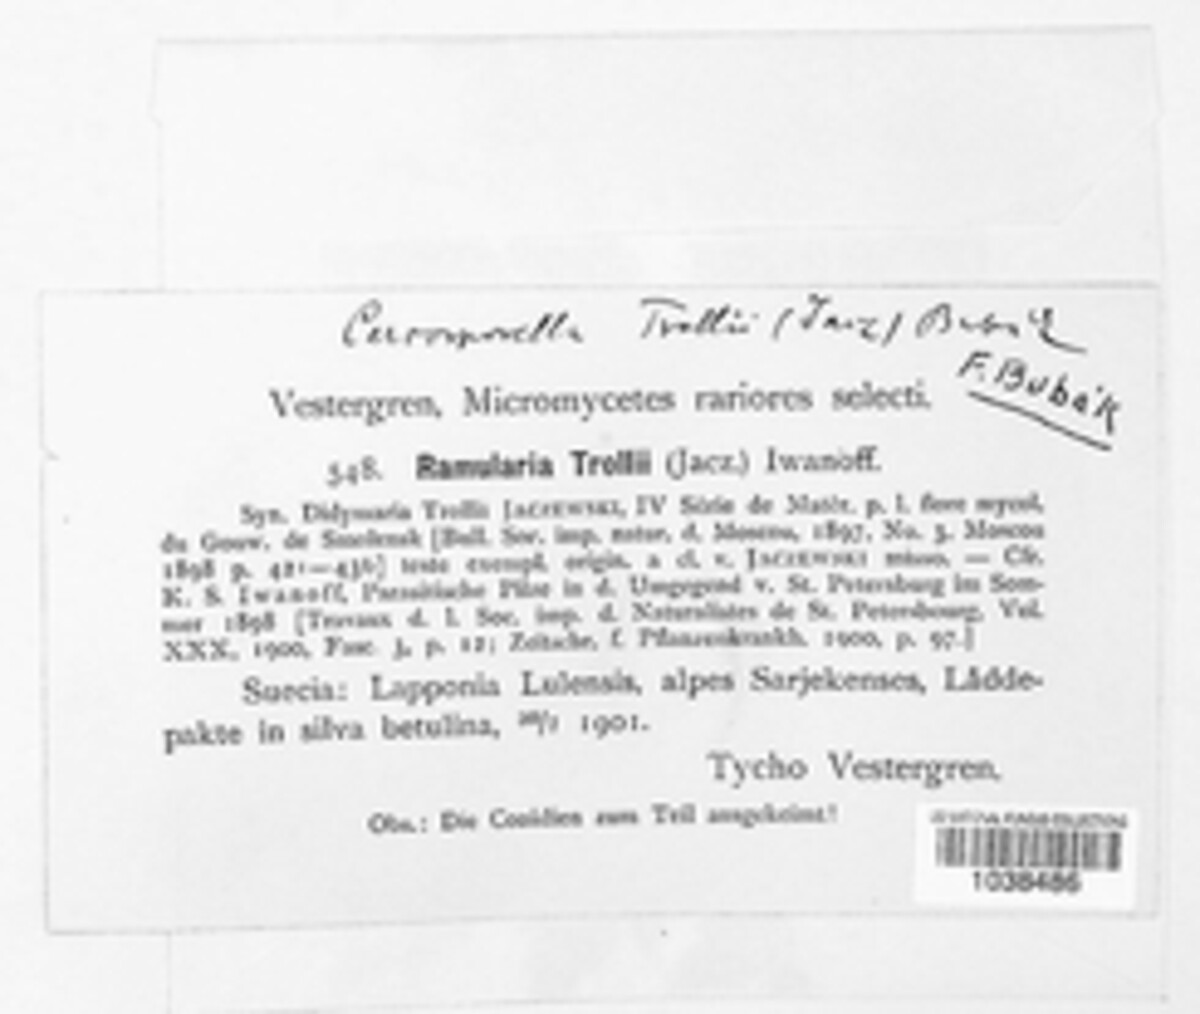 Cercosporella Trollii (Jacz) Bubák
F. Bubák
Vestergren, Micromycetes rariores selecti.
548. Ramularia Trollii (Jacz.) Iwanoff.
Syn. Didymaria Trollii JACZEWSKI, IV Série de Matér. p. l. flore mycol.
du Gouv. de Smolensk [Bull. Soc. imp. natur. d. Moscou, 1897, No. 3, Moscou
1898 p. 421—436] teste exempl. origin. a cl. v. JACZEWSKI misso. — Cfr.
K. S. Iwanoff, Parasitische Pilze in d. Umgegend v. St. Petersburg im Som-
mer 1898 [Travaux d. l. Soc. imp. d. Naturalistes de St. Petersbourg, Vol.
XXX, 1900, Fasc. 3, p. 12; Zeitschr. f. Pflanzenkrankh. 1900, p. 97.]
Suecia: Lapponia Lulensis, alpes Sarjekenses, Lådde-
pakte in silva betulina, 1901.
Tycho Vestergren.
Obs.: Die Conidien zum Teil ausgekeimt!
1038486